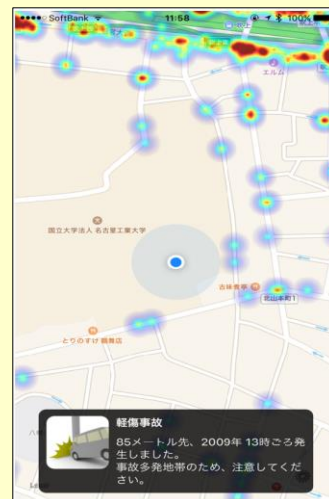 SoftBank 11:58 100%
エルム
国立大学法人 名古屋工業大学
吉味善亭
北山本町1
とりのすけ 鶴舞店
軽傷事故
85メートル先、2009年 13時ごろ発
生しました。
事故多発地帯のため、注意してくだ
さい。